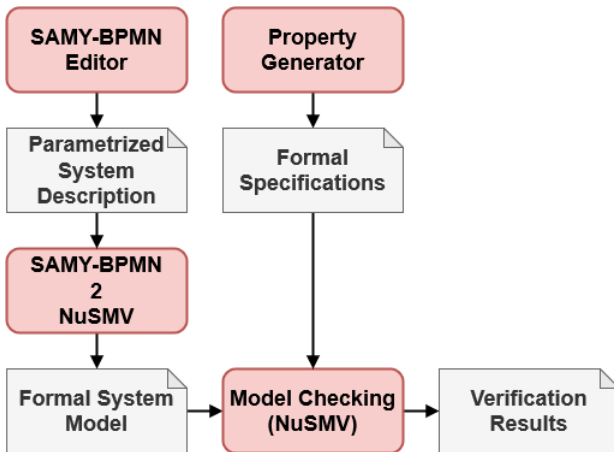 SAMY-BPMN
Editor
Property
Generator
Parametrized
System
Description
Formal
Specifications
SAMY-BPMN
2
NuSMV
Formal System
Model
Model Checking
(NuSMV)
Verification
Results